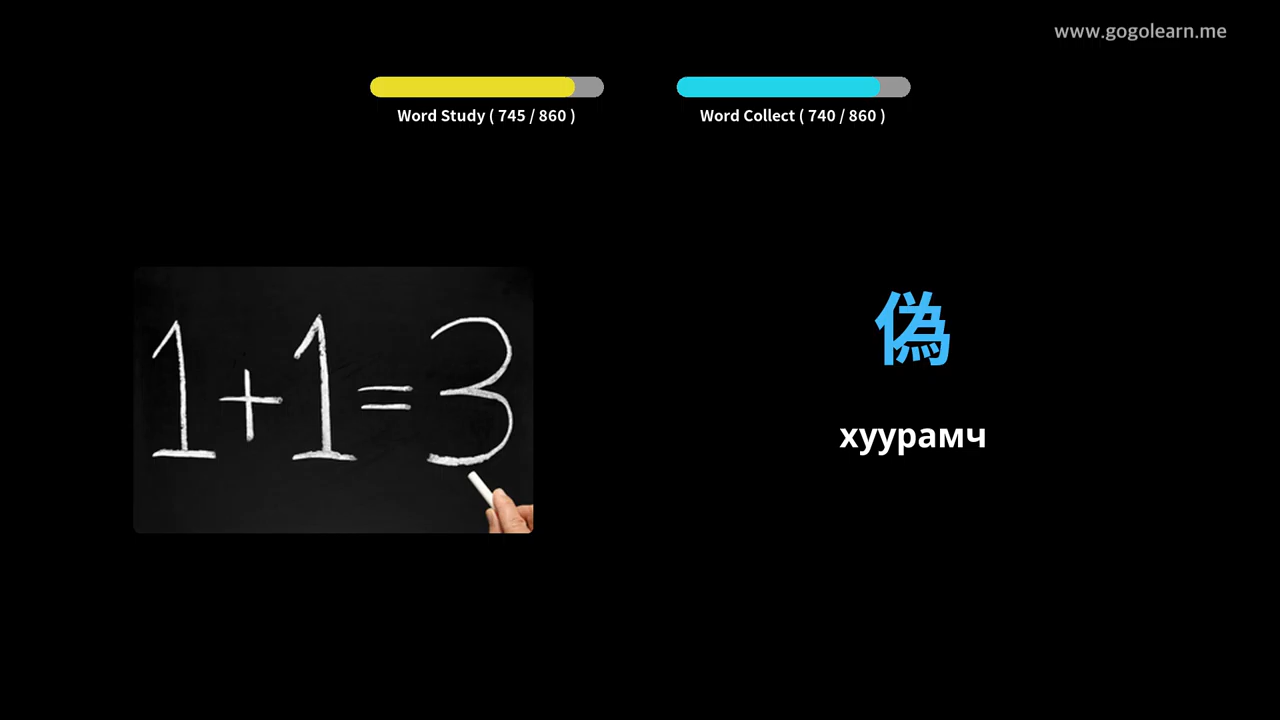 www.gogolearn.me
Word Study ( 745 / 860 )
Word Collect ( 740 / 860 )
1+1=3
偽
хуурамч